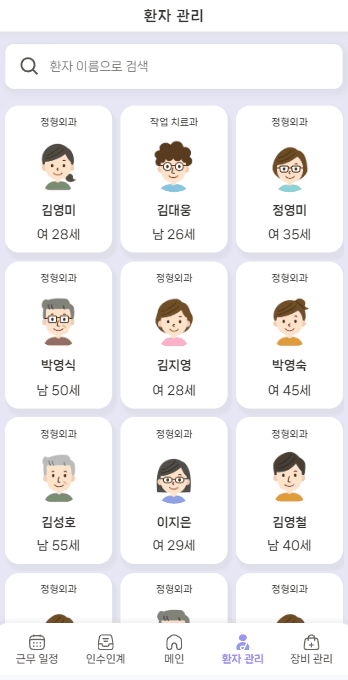 환자 관리
환자 이름으로 검색
정형외과
작업 치료과
정형외과
김영미
김대웅
정영미
여 28세
남 26세
여 35세
정형외과
정형외과
정형외과
박영식
김지영
박영숙
남 50세
여 28세
여 45세
정형외과
정형외과
정형외과
김성호
이지은
김영철
남 55세
여 29세
남 40세
정형외과
정형외과
정형외과
근무 일정
인수인계
메인
환자 관리
장비 관리